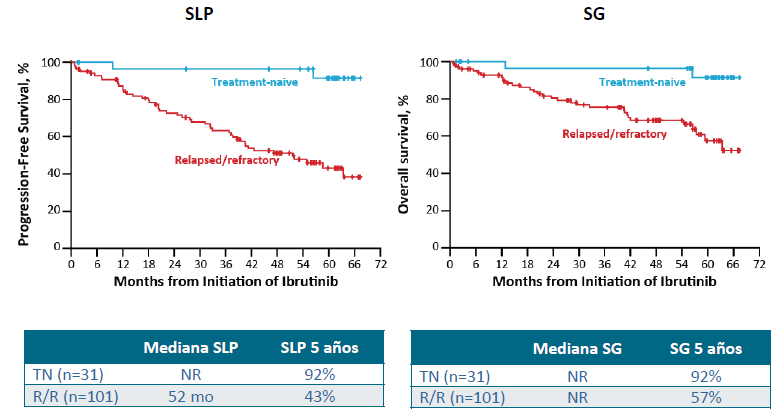 SLP
Progression-Free Survival, %
100
80
60
40
20
0
Treatment-naive
Relapsed/refractory
0 6 12 18 24 30 36 42 48 54 60 66 72
Months from Initiation of Ibrutinib
SG
Overall survival, %
100
80
60
40
20
0
Treatment-naive
Relapsed/refractory
0 6 12 18 24 30 36 42 48 54 60 66 72
Months from Initiation of Ibrutinib
Mediana SLP SLP 5 años
TN (n=31) NR 92%
R/R (n=101) 52 mo 43%
Mediana SG SG 5 años
TN (n=31) NR 92%
R/R (n=101) NR 57%